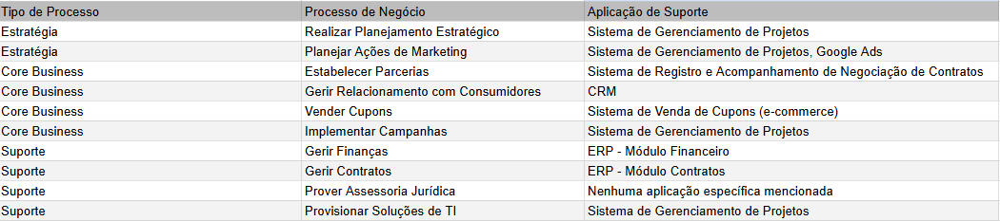 Tipo de Processo Processo de Negócio Aplicação de Suporte
Estratégia Realizar Planejamento Estratégico Sistema de Gerenciamento de Projetos
Estratégia Planejar Ações de Marketing Sistema de Gerenciamento de Projetos, Google Ads
Core Business Estabelecer Parcerias Sistema de Registro e Acompanhamento de Negociação de Contratos
Core Business Gerir Relacionamento com Consumidores CRM
Core Business Vender Cupons Sistema de Venda de Cupons (e-commerce)
Core Business Implementar Campanhas Sistema de Gerenciamento de Projetos
Suporte Gerir Finanças ERP - Módulo Financeiro
Suporte Gerir Contratos ERP - Módulo Contratos
Suporte Prover Assessoria Jurídica Nenhuma aplicação específica mencionada
Suporte Provisionar Soluções de TI Sistema de Gerenciamento de Projetos